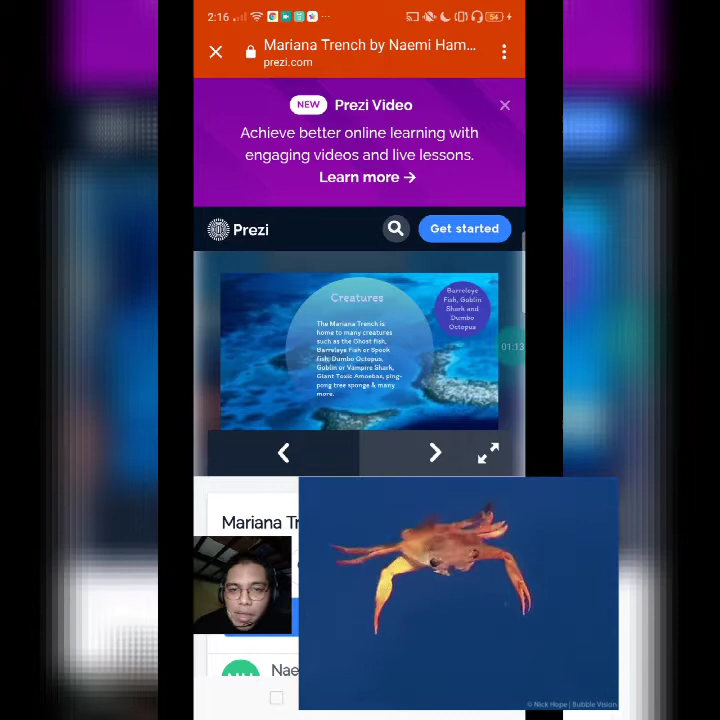 2:16
54
Mariana Trench by Naemi Ham...
prezi.com
NEW Prezi Video
Achieve better online learning with
engaging videos and live lessons.
Learn more →
Prezi
Get started
Creatures
The Mariana Trench is
home to many creatures
such as the Ghost fish,
Barreleye Fish or Spook
fish, Dumbo Octopus,
Goblin or Vampire Shark,
Giant Toxic Amoebas, ping-
pong tree sponge & many
more.
Barreleye
Fish, Goblin
Shark and
Dumbo
Octopus
01:13
Mariana Tr
Nae
© Nick Hope | Bubble Vision